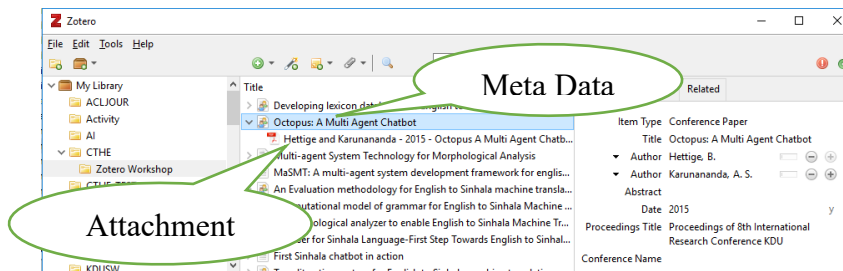 Zotero
File Edit Tools Help
My Library
ACLJOUR
Activity
AI
CTHE
Zotero Workshop
KDUSW
Title
Developing lexicon
Octopus: A Multi Agent Chatbot
Hettige and Karunananda - 2015 - Octopus A Multi Agent Chatb...
Multi-agent System Technology for Morphological Analysis
MaSMT: A multi-agent system development framework for englis...
An Evaluation methodology for English to Sinhala machine transla...
model of grammar for English to Sinhala Machine ...
analyzer to enable English to Sinhala Machine Tr...
for Sinhala Language-First Step Towards English to Sinhal...
First Sinhala chatbot in action
Meta Data
Attachment
Related
Item Type Conference Paper
Title Octopus: A Multi Agent Chatbot
Author Hettige, B.
Author Karunananda, A. S.
Abstract
Date 2015 y
Proceedings Title Proceedings of 8th International
Research Conference KDU
Conference Name